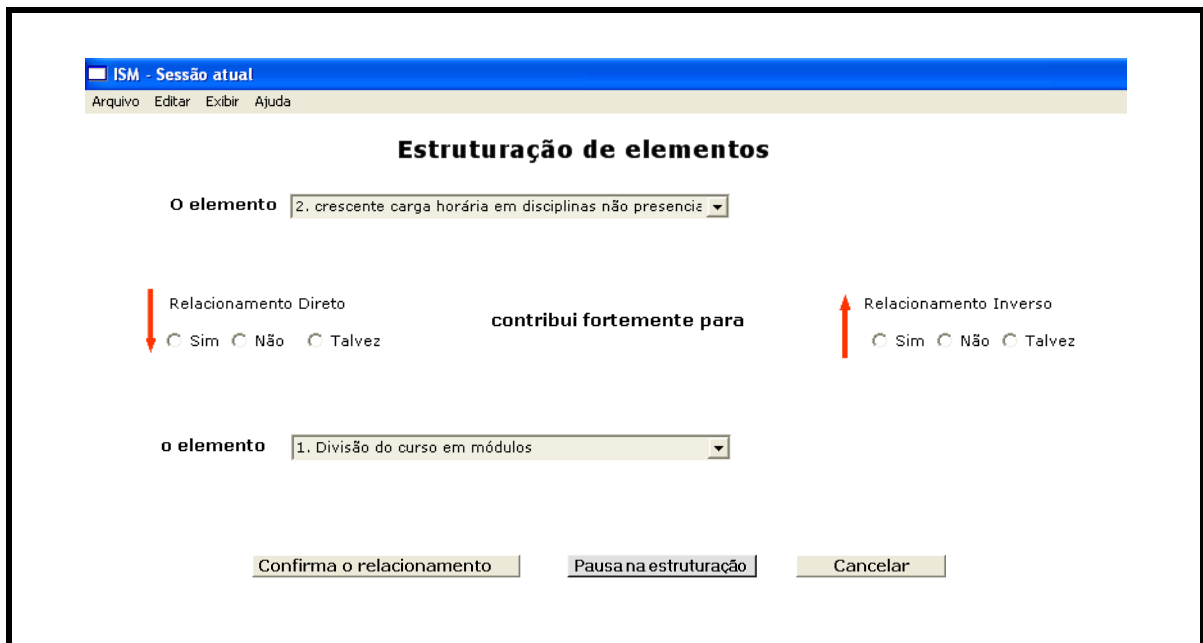 ISM - Sessão atual
Arquivo Editar Exibir Ajuda
Estruturação de elementos
O elemento 2. crescente carga horária em disciplinas não presencia
Relacionamento Direto
Sim Não Talvez
contribui fortemente para
Relacionamento Inverso
Sim Não Talvez
o elemento 1. Divisão do curso em módulos
Confirma o relacionamento Pausa na estruturação Cancelar